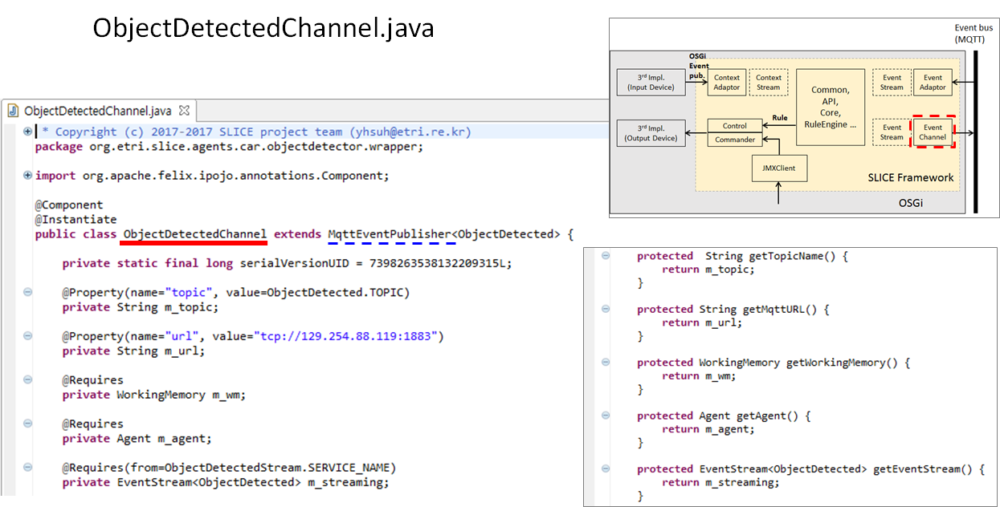 ObjectDetectedChannel.java
ObjectDetectedChannel.java
* Copyright (c) 2017-2017 SLICE project team (yhsuh@etri.re.kr)
package org.etri.slice.agents.car.objectdetector.wrapper;
import org.apache.felix.ipojo.annotations.Component;
@Component
@Instantiate
public class ObjectDetectedChannel extends MqttEventPublisher<ObjectDetected> {
private static final long serialVersionUID = 7398263538132209315L;
@Property(name="topic", value=ObjectDetected.TOPIC)
private String m_topic;
@Property(name="url", value="tcp://129.254.88.119:1883")
private String m_url;
@Requires
private WorkingMemory m_wm;
@Requires
private Agent m_agent;
@Requires(from=ObjectDetectedStream.SERVICE_NAME)
private EventStream<ObjectDetected> m_streaming;
Event bus
(MQTT)
OSGi
Event
pub.
3rd Impl.
(Input Device)
Context
Adaptor
Context
Stream
Common,
API,
Core,
RuleEngine ...
Event
Stream
Event
Adaptor
3rd Impl.
(Output Device)
Control
Commander
Rule
Event
Stream
Event
Channel
JMXClient
SLICE Framework
OSGi
protected  String getTopicName() {
return m_topic;
}
protected String getMqttURL() {
return m_url;
}
protected WorkingMemory getWorkingMemory() {
return m_wm;
}
protected Agent getAgent() {
return m_agent;
}
protected EventStream<ObjectDetected> getEventStream() {
return m_streaming;
}